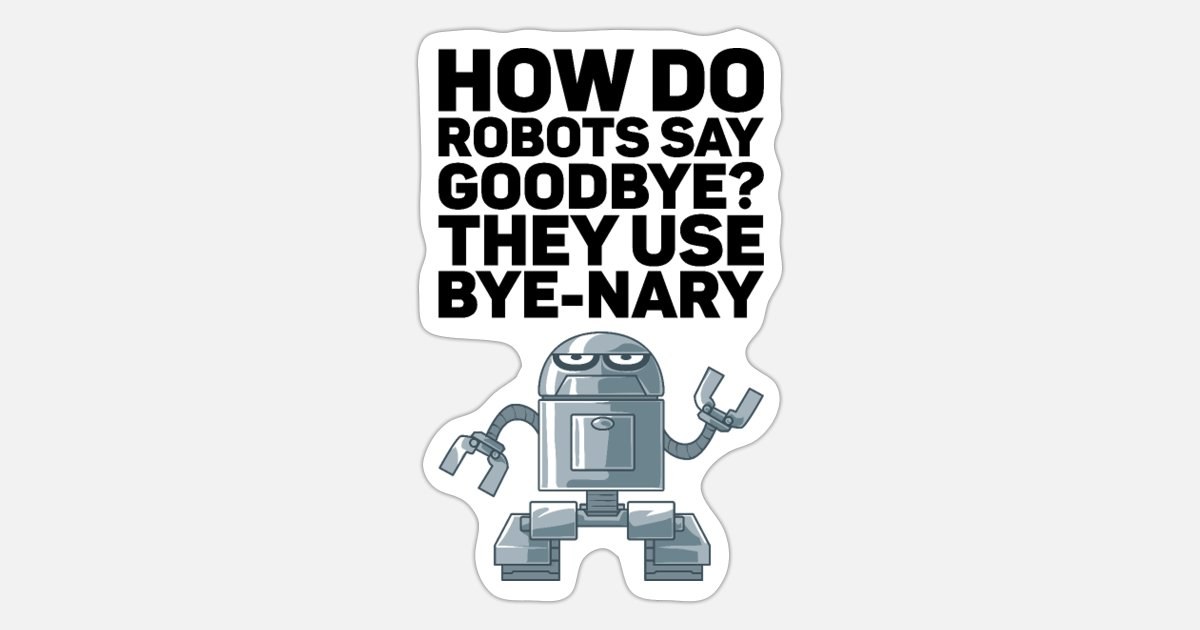 HOW DO
ROBOTS SAY
GOODBYE?
THEY USE
BYE-NARY